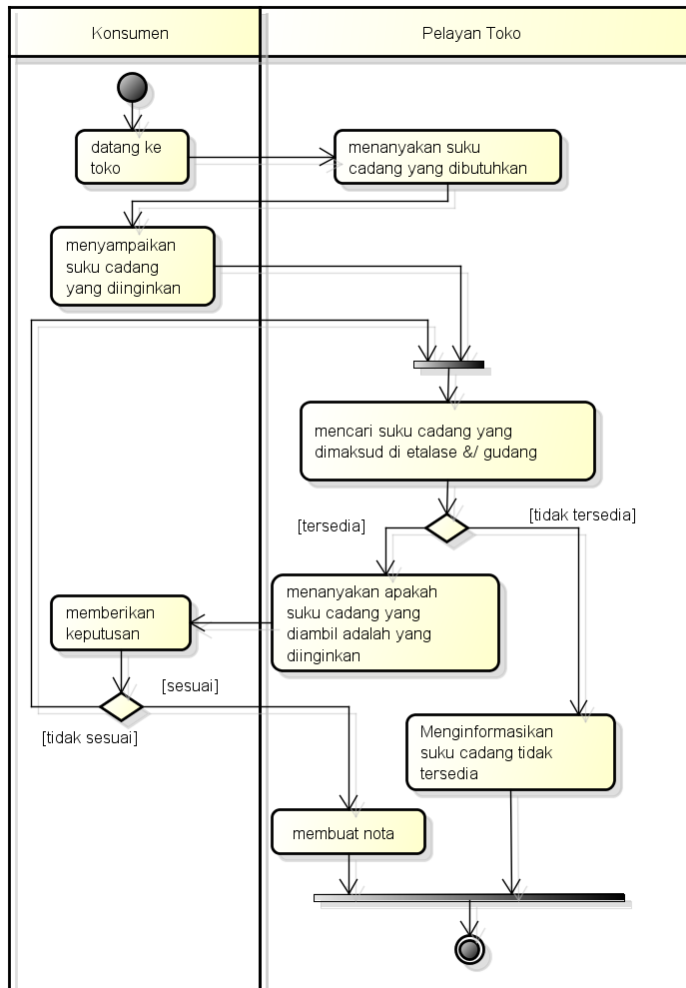 Konsumen
Pelayan Toko
datang ke
toko
menanyakan suku
cadang yang dibutuhkan
menyampaikan
suku cadang
yang diinginkan
mencari suku cadang yang
dimaksud di etalase &/ gudang
[tersedia]
[tidak tersedia]
menanyakan apakah
suku cadang yang
diambil adalah yang
diinginkan
memberikan
keputusan
[sesuai]
[tidak sesuai]
Menginformasikan
suku cadang tidak
tersedia
membuat nota